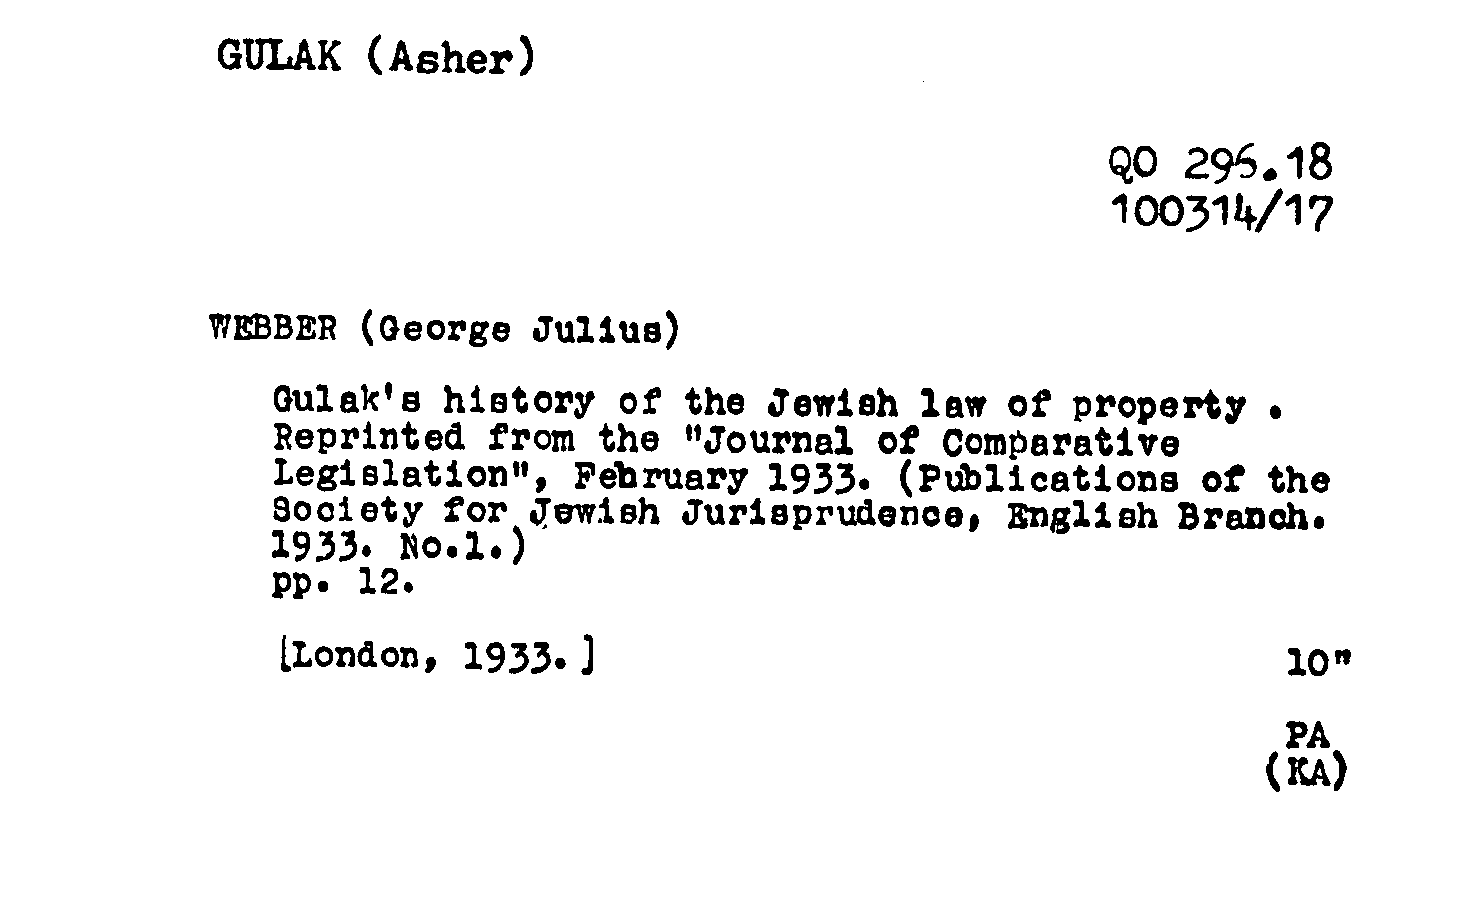 GULAK (Asher)
QO 296.18
100314/17
WEBBER (George Julius)
Gulak's history of the Jewish law of property .
Reprinted from the "Journal of Comparative
Legislation", February 1933. (Publications of the
Society for Jewish Jurisprudence, English Branch.
1933. No.1.)
pp. 12.
[London, 1933.]
10"
PA
(KA)